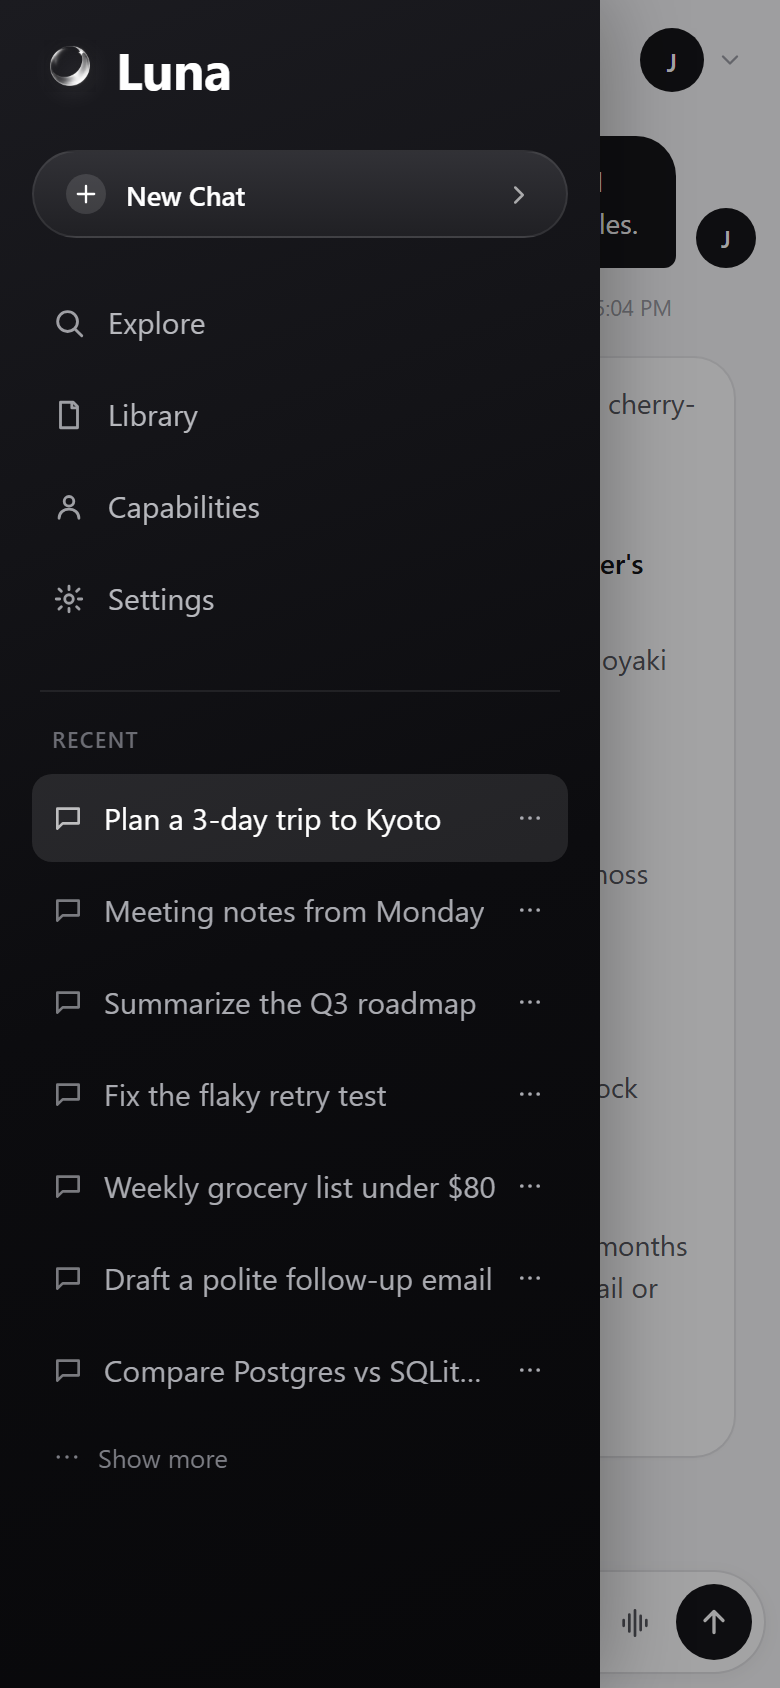 Luna
J
New Chat
les.
J
Explore
5:04 PM
Library
cherry-
Capabilities
er's
Settings
oyaki
RECENT
Plan a 3-day trip to Kyoto
Meeting notes from Monday
Summarize the Q3 roadmap
Fix the flaky retry test
ock
Weekly grocery list under $80
months
Draft a polite follow-up email
ail or
Compare Postgres vs SQLit...
Show more